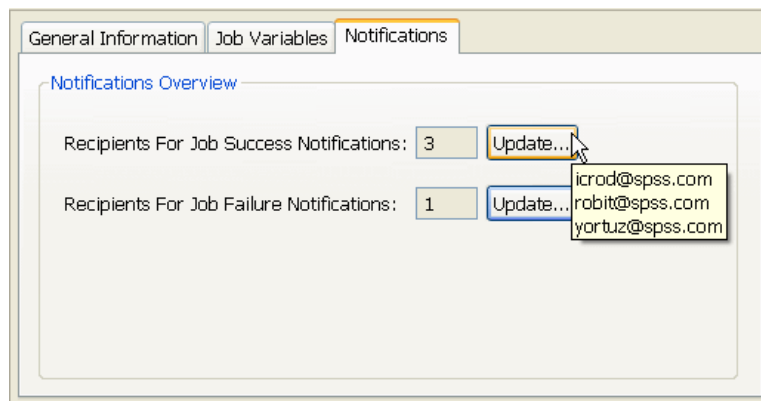 General Information Job Variables Notifications
Notifications Overview
Recipients For Job Success Notifications: 3 Update...
icrod@spss.com
Recipients For Job Failure Notifications: 1 Update...
robit@spss.com
yortuz@spss.com